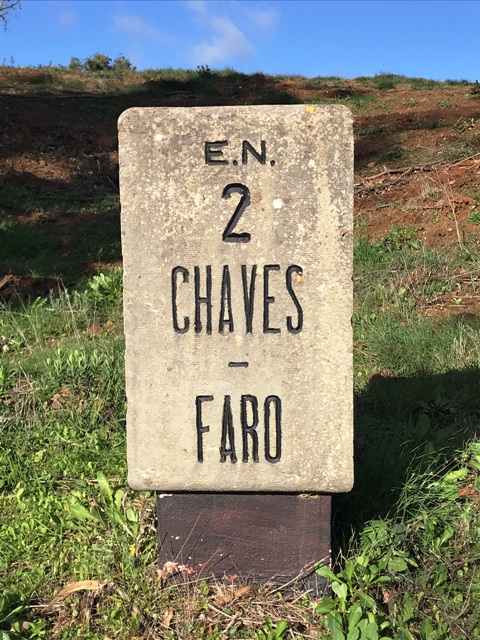 E.N.
2
CHAVES
-
FARO